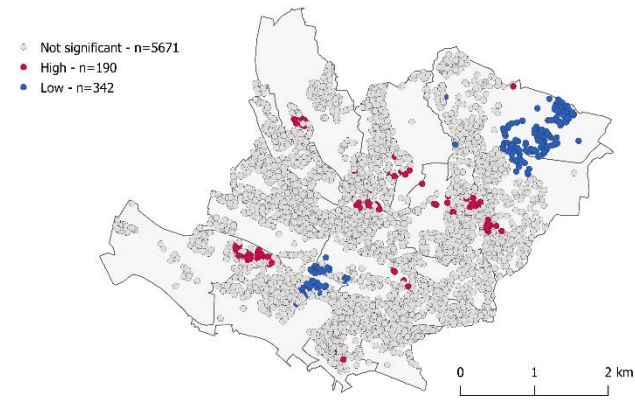 Not significant - n=5671
High - n=190
Low - n=342
0 1 2 km